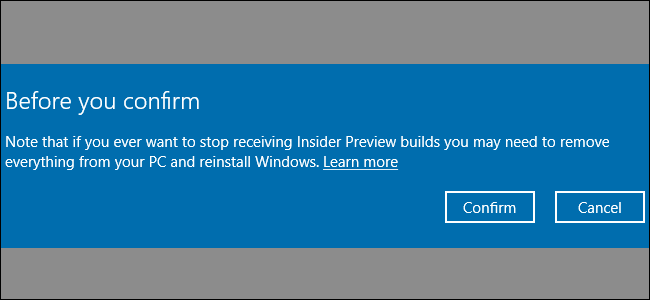 Before you confirm
Note that if you ever want to stop receiving Insider Preview builds you may need to remove
everything from your PC and reinstall Windows. Learn more
Confirm
Cancel